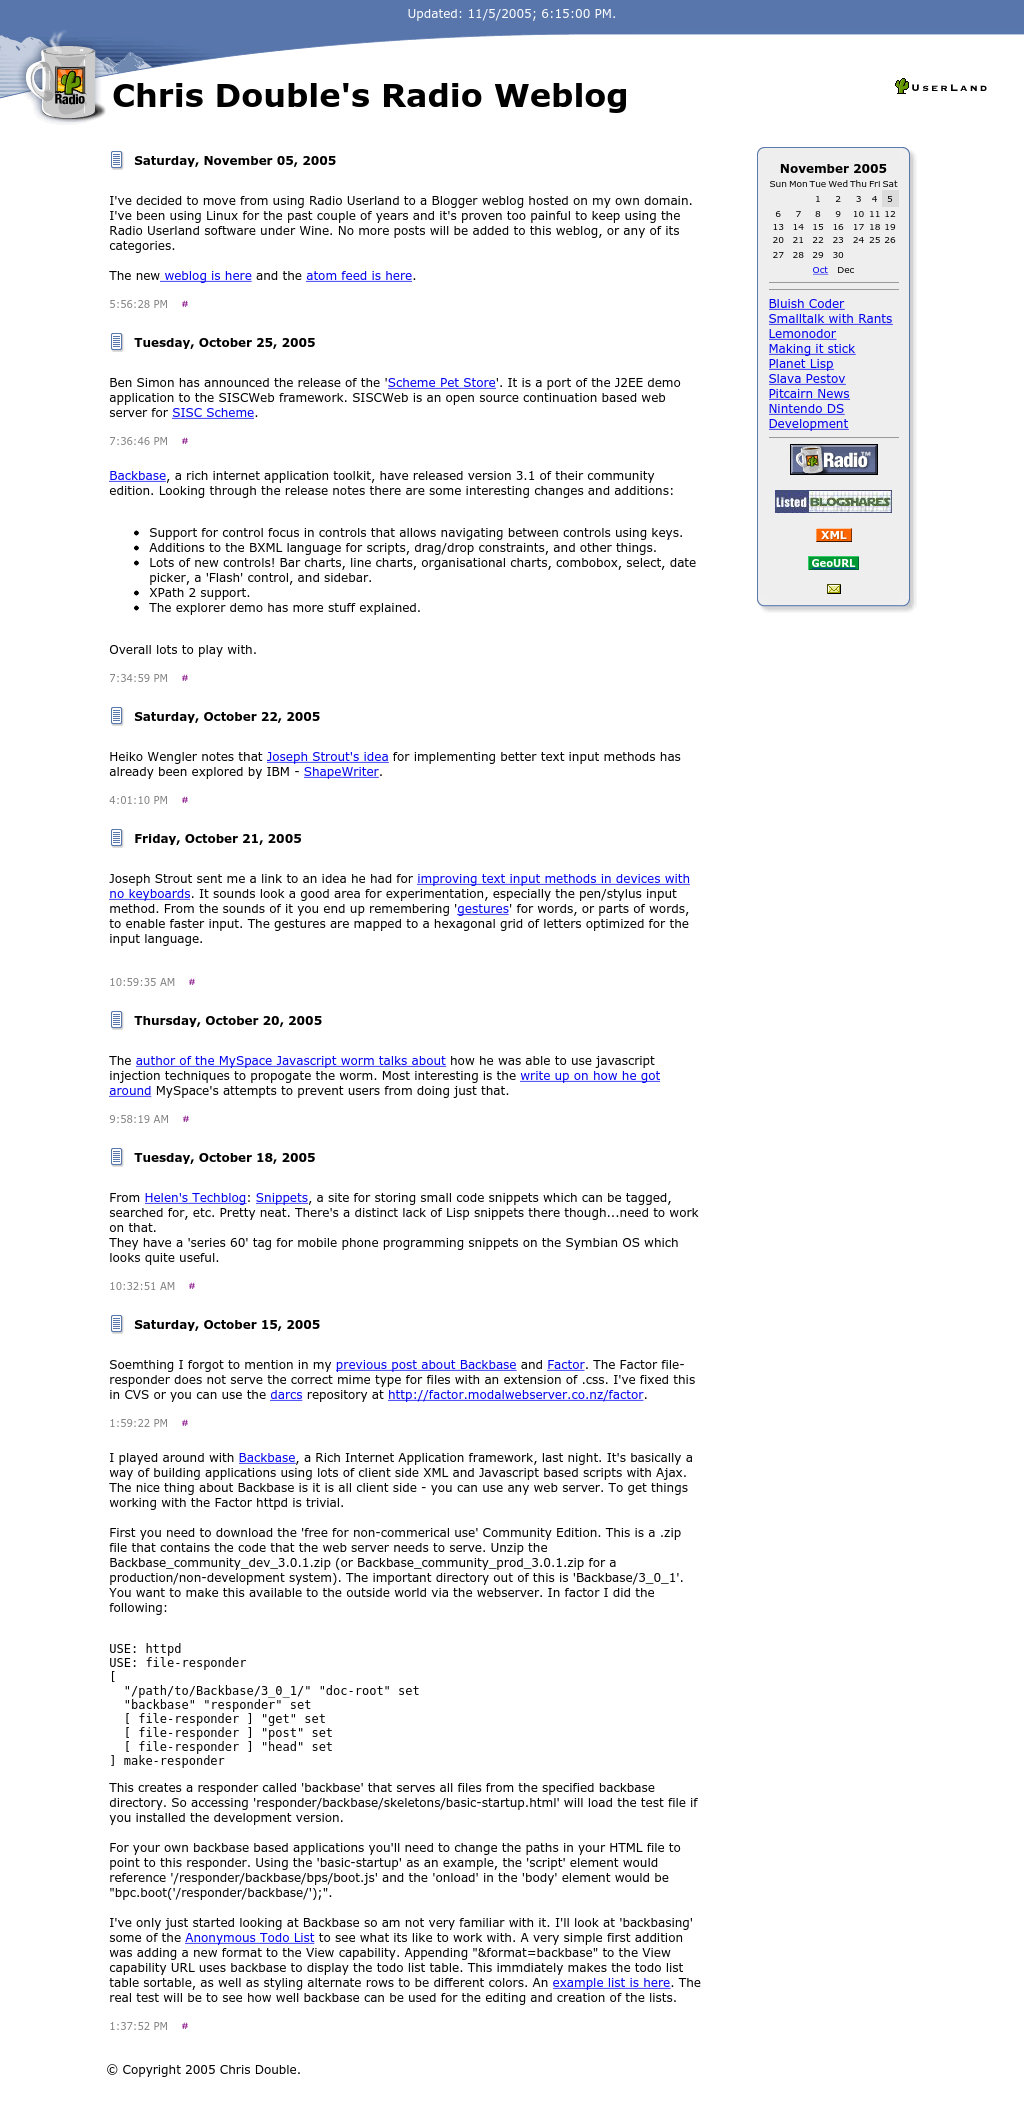 Updated: 11/5/2005; 6:15:00 PM.
Radio
Chris Double's Radio Weblog
USERLAND
Saturday, November 05, 2005
I've decided to move from using Radio Userland to a Blogger weblog hosted on my own domain.
I've been using Linux for the past couple of years and it's proven too painful to keep using the
Radio Userland software under Wine. No more posts will be added to this weblog, or any of its
categories.
The new weblog is here and the atom feed is here.
5:56:28 PM #
Tuesday, October 25, 2005
Ben Simon has announced the release of the 'Scheme Pet Store'. It is a port of the J2EE demo
application to the SISCWeb framework. SISCWeb is an open source continuation based web
server for SISC Scheme.
7:36:46 PM #
Backbase, a rich internet application toolkit, have released version 3.1 of their community
edition. Looking through the release notes there are some interesting changes and additions:
• Support for control focus in controls that allows navigating between controls using keys.
• Additions to the BXML language for scripts, drag/drop constraints, and other things.
• Lots of new controls! Bar charts, line charts, organisational charts, combobox, select, date
picker, a 'Flash' control, and sidebar.
• XPath 2 support.
• The explorer demo has more stuff explained.
Overall lots to play with.
7:34:59 PM #
Saturday, October 22, 2005
Heiko Wengler notes that Joseph Strout's idea for implementing better text input methods has
already been explored by IBM - ShapeWriter.
4:01:10 PM #
Friday, October 21, 2005
Joseph Strout sent me a link to an idea he had for improving text input methods in devices with
no keyboards. It sounds look a good area for experimentation, especially the pen/stylus input
method. From the sounds of it you end up remembering 'gestures' for words, or parts of words,
to enable faster input. The gestures are mapped to a hexagonal grid of letters optimized for the
input language.
10:59:35 AM #
Thursday, October 20, 2005
The author of the MySpace Javascript worm talks about how he was able to use javascript
injection techniques to propogate the worm. Most interesting is the write up on how he got
around MySpace's attempts to prevent users from doing just that.
9:58:19 AM #
Tuesday, October 18, 2005
From Helen's Techblog: Snippets, a site for storing small code snippets which can be tagged,
searched for, etc. Pretty neat. There's a distinct lack of Lisp snippets there though...need to work
on that.
They have a 'series 60' tag for mobile phone programming snippets on the Symbian OS which
looks quite useful.
10:32:51 AM #
Saturday, October 15, 2005
Soemthing I forgot to mention in my previous post about Backbase and Factor. The Factor file-
responder does not serve the correct mime type for files with an extension of .css. I've fixed this
in CVS or you can use the darcs repository at http://factor.modalwebserver.co.nz/factor.
1:59:22 PM #
I played around with Backbase, a Rich Internet Application framework, last night. It's basically a
way of building applications using lots of client side XML and Javascript based scripts with Ajax.
The nice thing about Backbase is it is all client side - you can use any web server. To get things
working with the Factor httpd is trivial.
First you need to download the 'free for non-commerical use' Community Edition. This is a .zip
file that contains the code that the web server needs to serve. Unzip the
Backbase_community_dev_3.0.1.zip (or Backbase_community_prod_3.0.1.zip for a
production/non-development system). The important directory out of this is 'Backbase/3_0_1'.
You want to make this available to the outside world via the webserver. In factor I did the
following:
USE: httpd
USE: file-responder
[
"/path/to/Backbase/3_0_1/" "doc-root" set
"backbase" "responder" set
[ file-responder ] "get" set
[ file-responder ] "post" set
[ file-responder ] "head" set
] make-responder
This creates a responder called 'backbase' that serves all files from the specified backbase
directory. So accessing 'responder/backbase/skeletons/basic-startup.html' will load the test file if
you installed the development version.
For your own backbase based applications you'll need to change the paths in your HTML file to
point to this responder. Using the 'basic-startup' as an example, the 'script' element would
reference '/responder/backbase/bps/boot.js' and the 'onload' in the 'body' element would be
"bpc.boot('/responder/backbase/');".
I've only just started looking at Backbase so am not very familiar with it. I'll look at 'backbasing'
some of the Anonymous Todo List to see what its like to work with. A very simple first addition
was adding a new format to the View capability. Appending "&format=backbase" to the View
capability URL uses backbase to display the todo list table. This immdiately makes the todo list
table sortable, as well as styling alternate rows to be different colors. An example list is here. The
real test will be to see how well backbase can be used for the editing and creation of the lists.
1:37:52 PM #
© Copyright 2005 Chris Double.
November 2005
Sun Mon Tue Wed Thu Fri Sat
1 2 3 4 5
6 7 8 9 10 11 12
13 14 15 16 17 18 19
20 21 22 23 24 25 26
27 28 29 30
Oct Dec
Bluish Coder
Smalltalk with Rants
Lemonodor
Making it stick
Planet Lisp
Slava Pestov
Pitcairn News
Nintendo DS
Development
Radio™
Listed BLOGSHARES
XML
GeoURL